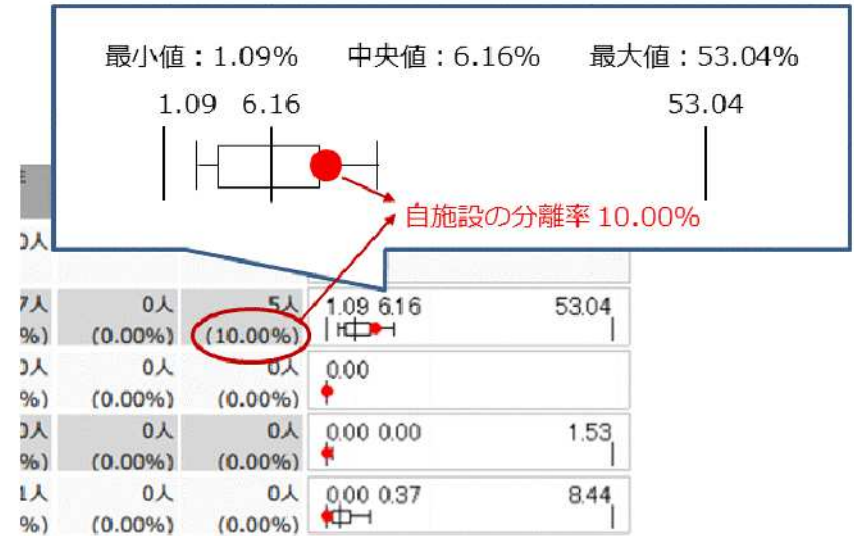 最小値：1.09% 中央値：6.16% 最大値：53.04%
1.09 6.16 53.04
自施設の分離率 10.00%
0人
7人 0人 5人 1.09 6.16 53.04
%) (0.00%) (10.00%)
0人 0人 0人 0.00
%) (0.00%) (0.00%)
0人 0人 0人 0.00 0.00 1.53
%) (0.00%) (0.00%)
1人 0人 0人 0.00 0.37 8.44
%) (0.00%) (0.00%)